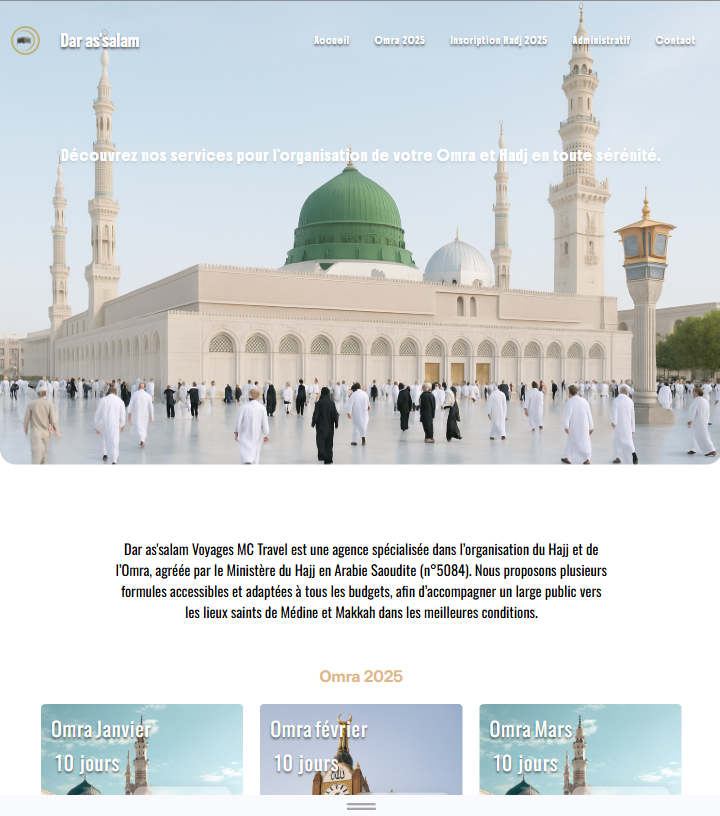 Dar as'salam
Accueil Omra 2025 Inscription Hadj 2025 Administratif Contact
Découvrez nos services pour l'organisation de votre Omra et Hadj en toute sérénité.
Dar as'salam Voyages MC Travel est une agence spécialisée dans l'organisation du Hajj et de
l'Omra, agréée par le Ministère du Hajj en Arabie Saoudite (n°5084). Nous proposons plusieurs
formules accessibles et adaptées à tous les budgets, afin d'accompagner un large public vers
les lieux saints de Médine et Makkah dans les meilleures conditions.
Omra 2025
Omra Janvier
10 jours
Omra février
10 jours
Omra Mars
10 jours